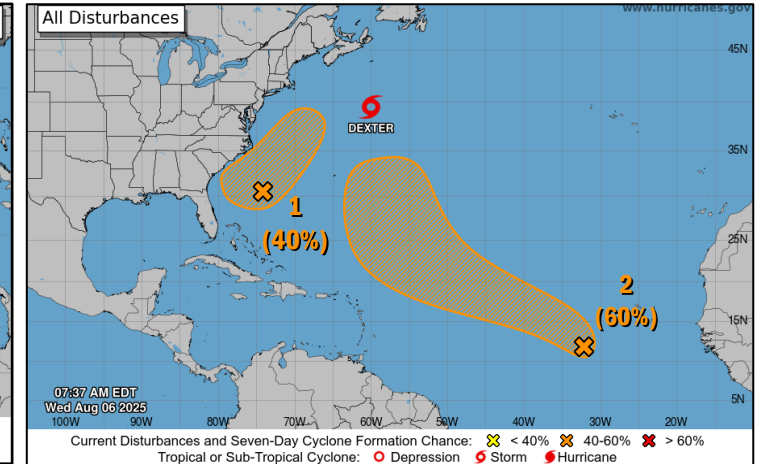 www.hurricanes.gov
All Disturbances
45N
DEXTER
35N
1
(40%)
25N
2
(60%)
15N
07:37 AM EDT
Wed Aug 06 2025
5N
100W 90W 80W 70W 60W 50W 40W 30W 20W
Current Disturbances and Seven-Day Cyclone Formation Chance: < 40% 40-60% > 60%
Tropical or Sub-Tropical Cyclone: Depression Storm Hurricane